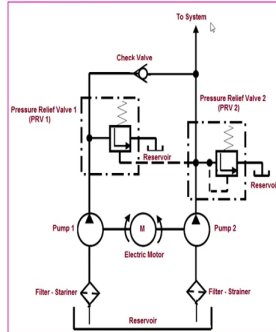 To System
Check Valve
Pressure Relief Valve 1
(PRV 1)
Pressure Relief Valve 2
(PRV 2)
Reservoir
Reservoir
Pump 1
M
Pump 2
Electric Motor
Filter - Stariner
Filter - Strainer
Reservoir